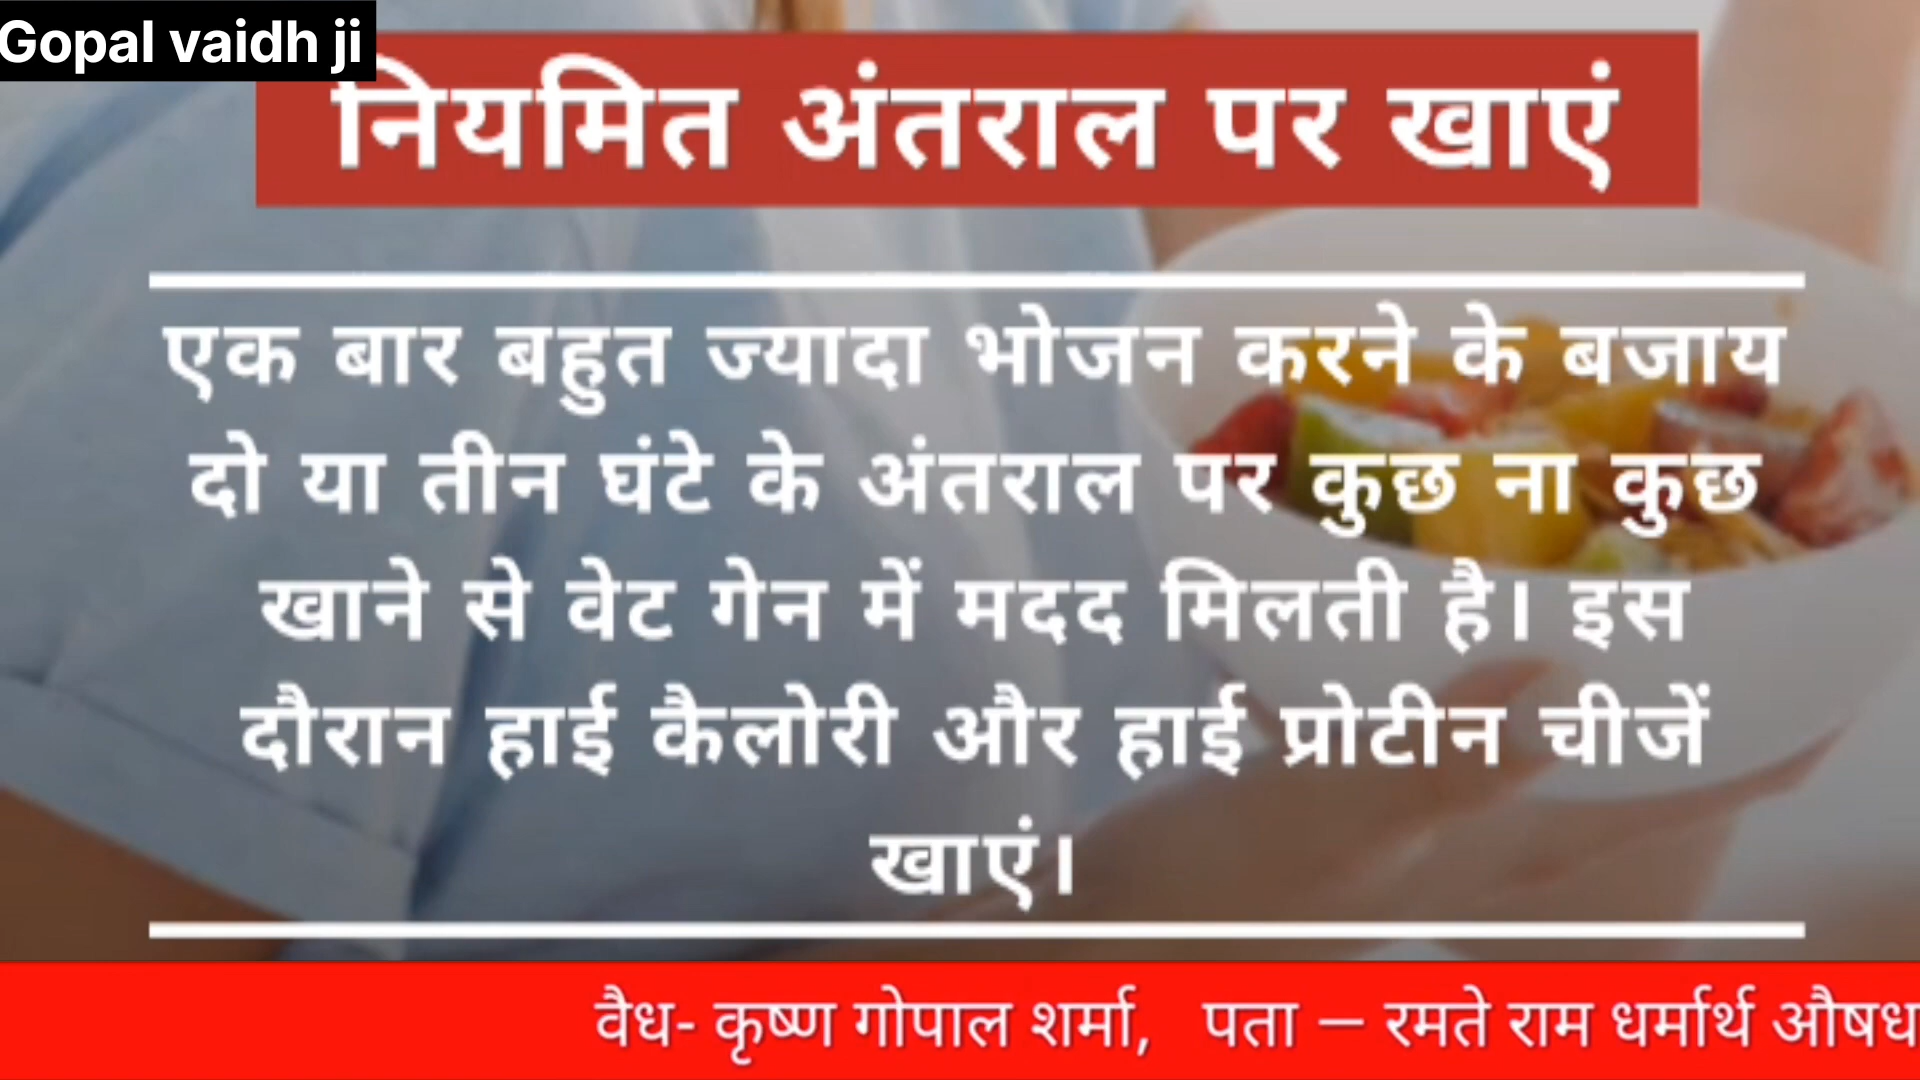 Gopal vaidh ji
नियमित अंतराल पर खाएं
एक बार बहुत ज्यादा भोजन करने के बजाय
दो या तीन घंटे के अंतराल पर कुछ ना कुछ
खाने से वेट गेन में मदद मिलती है। इस
दौरान हाई कैलोरी और हाई प्रोटीन चीजें
खाएं।
वैध- कृष्ण गोपाल शर्मा, पता – रमते राम धर्मार्थ औषध